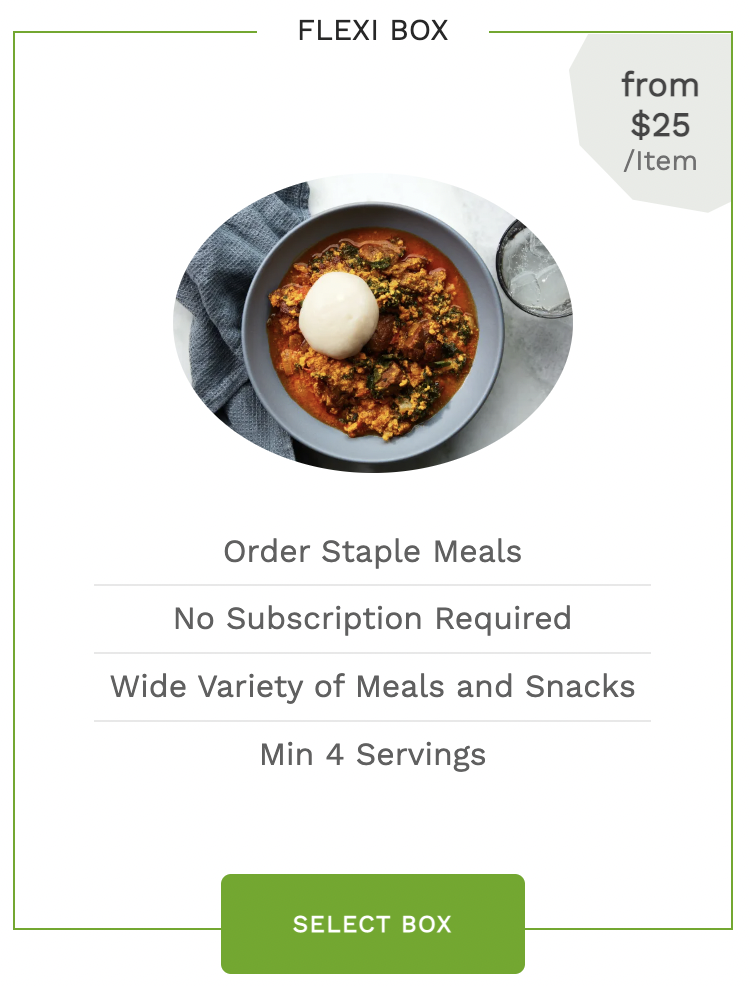 FLEXI BOX
from
$25
/Item
Order Staple Meals
No Subscription Required
Wide Variety of Meals and Snacks
Min 4 Servings
SELECT BOX